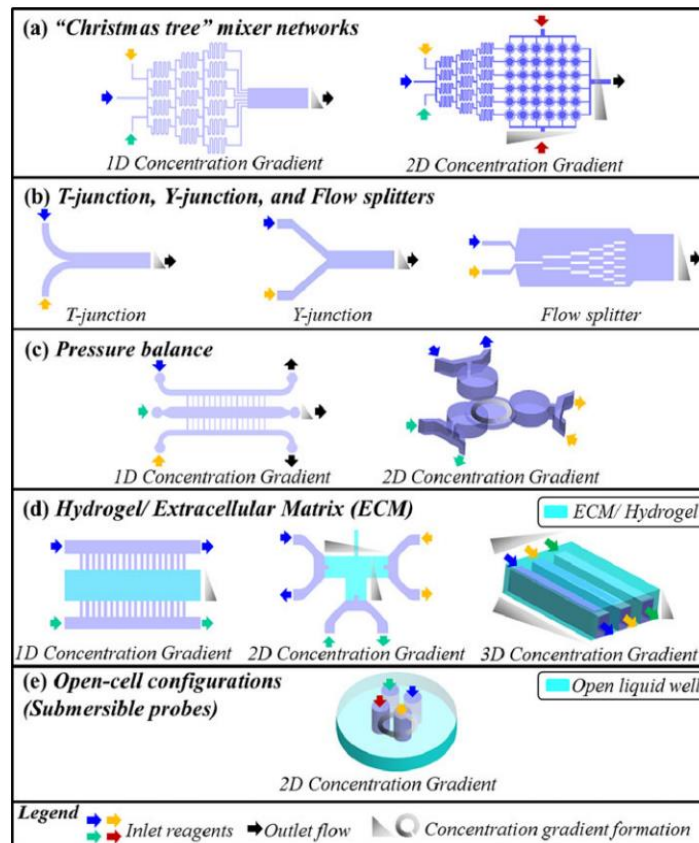 (a) “Christmas tree” mixer networks
1D Concentration Gradient
2D Concentration Gradient
(b) T-junction, Y-junction, and Flow splitters
T-junction
Y-junction
Flow splitter
(c) Pressure balance
1D Concentration Gradient
2D Concentration Gradient
(d) Hydrogel/ Extracellular Matrix (ECM)
ECM/ Hydrogel
1D Concentration Gradient
2D Concentration Gradient
3D Concentration Gradient
(e) Open-cell configurations
(Submersible probes)
Open liquid well
2D Concentration Gradient
Legend
Inlet reagents
Outlet flow
Concentration gradient formation